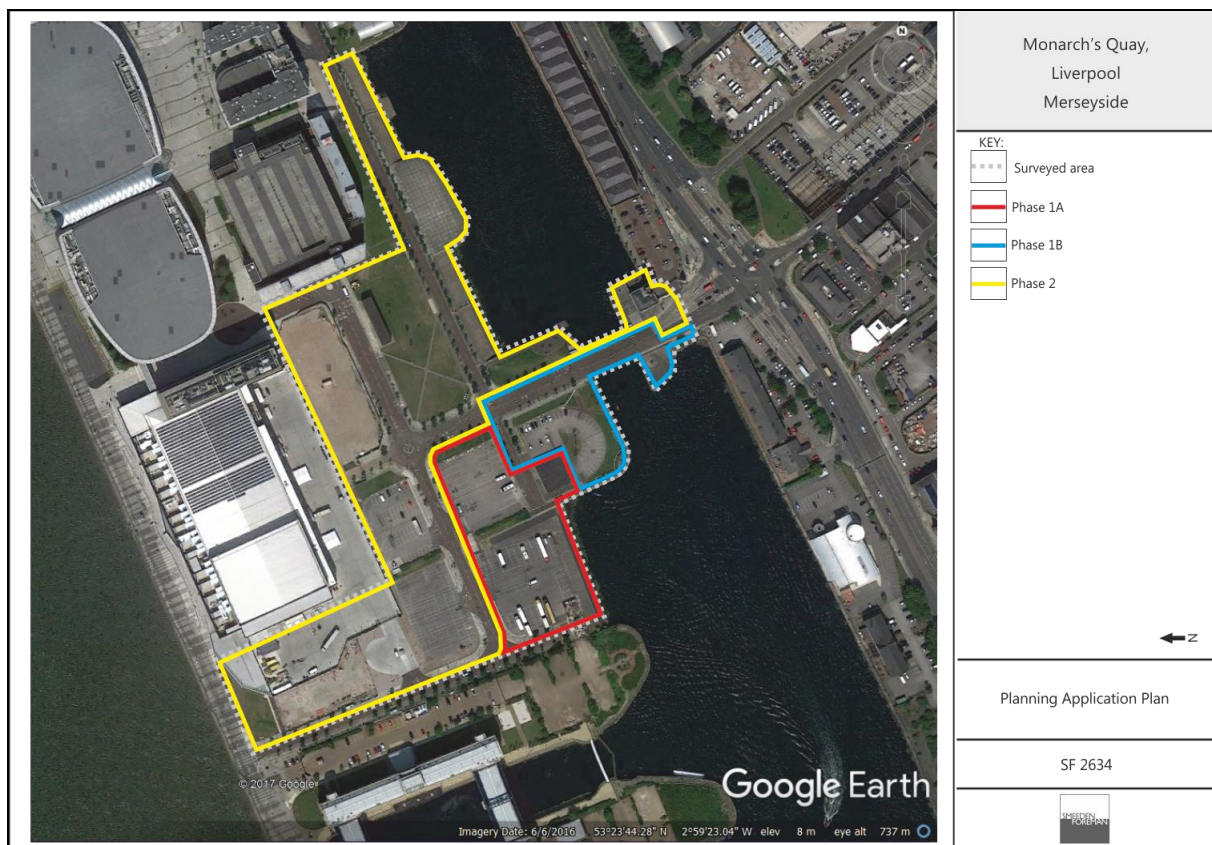 Monarch's Quay,
Liverpool
Merseyside
KEY:
Surveyed area
Phase 1A
Phase 1B
Phase 2
N
N
© 2017 Google
Google Earth
Imagery Date: 6/6/2016 53°23'44.28" N 2°59'23.04" W elev 8 m eye alt 737 m
Planning Application Plan
SF 2634
SMEEDEN
FOREMAN